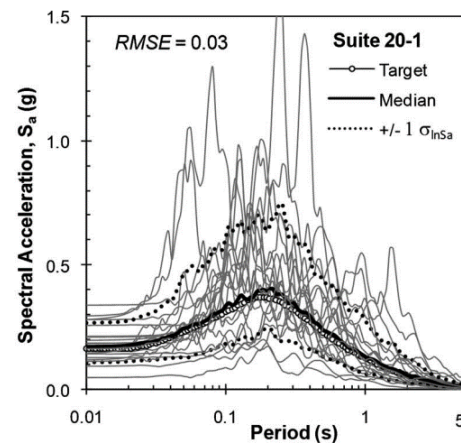 1.5
RMSE = 0.03
Suite 20-1
Target
Median
+/- 1 σlnSa
1.0
Spectral Acceleration, Sa (g)
0.5
0.0
0.01 0.1 1 5
Period (s)